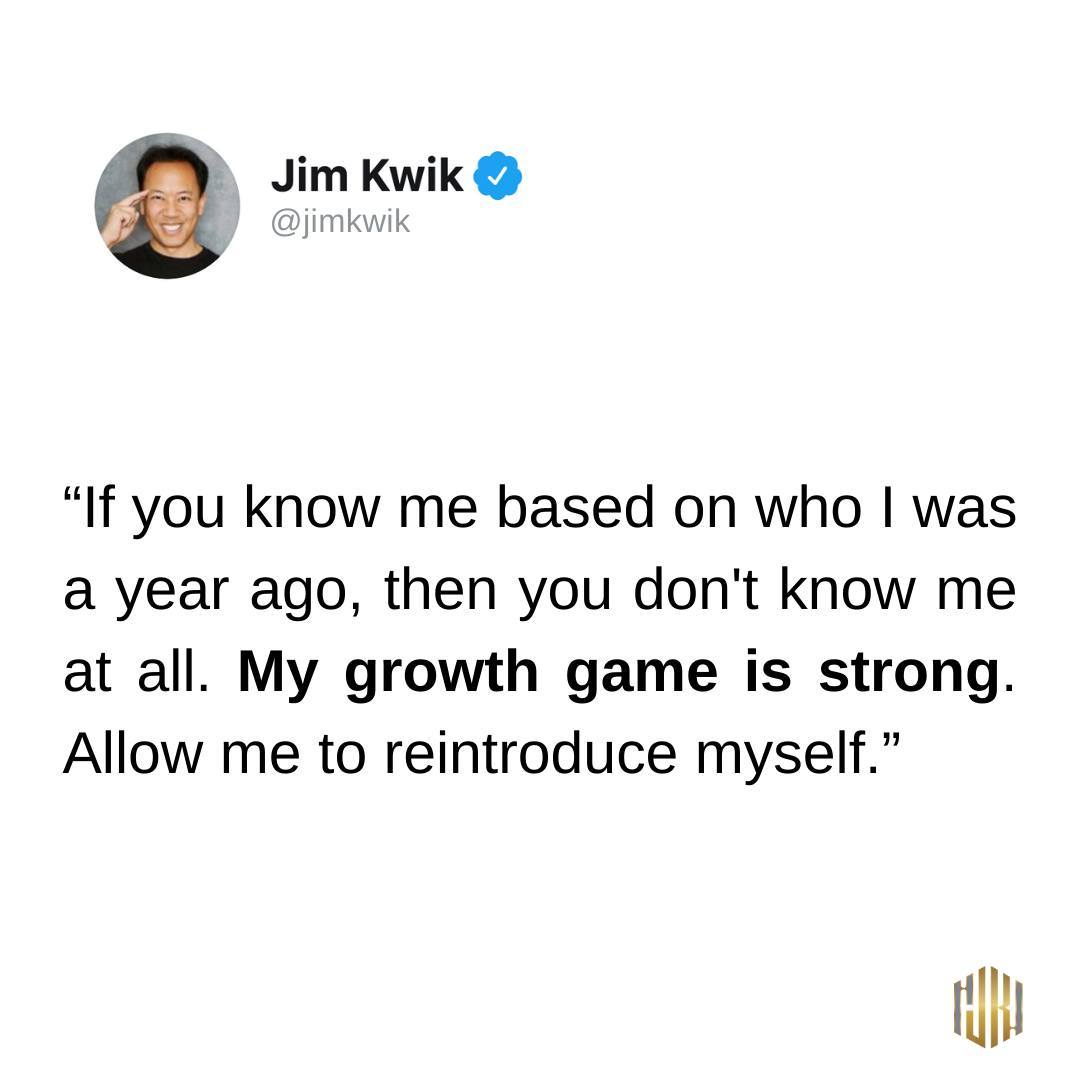 Jim Kwik
@jimkwik
“If you know me based on who I was
a year ago, then you don't know me
at all. My growth game is strong.
Allow me to reintroduce myself.”